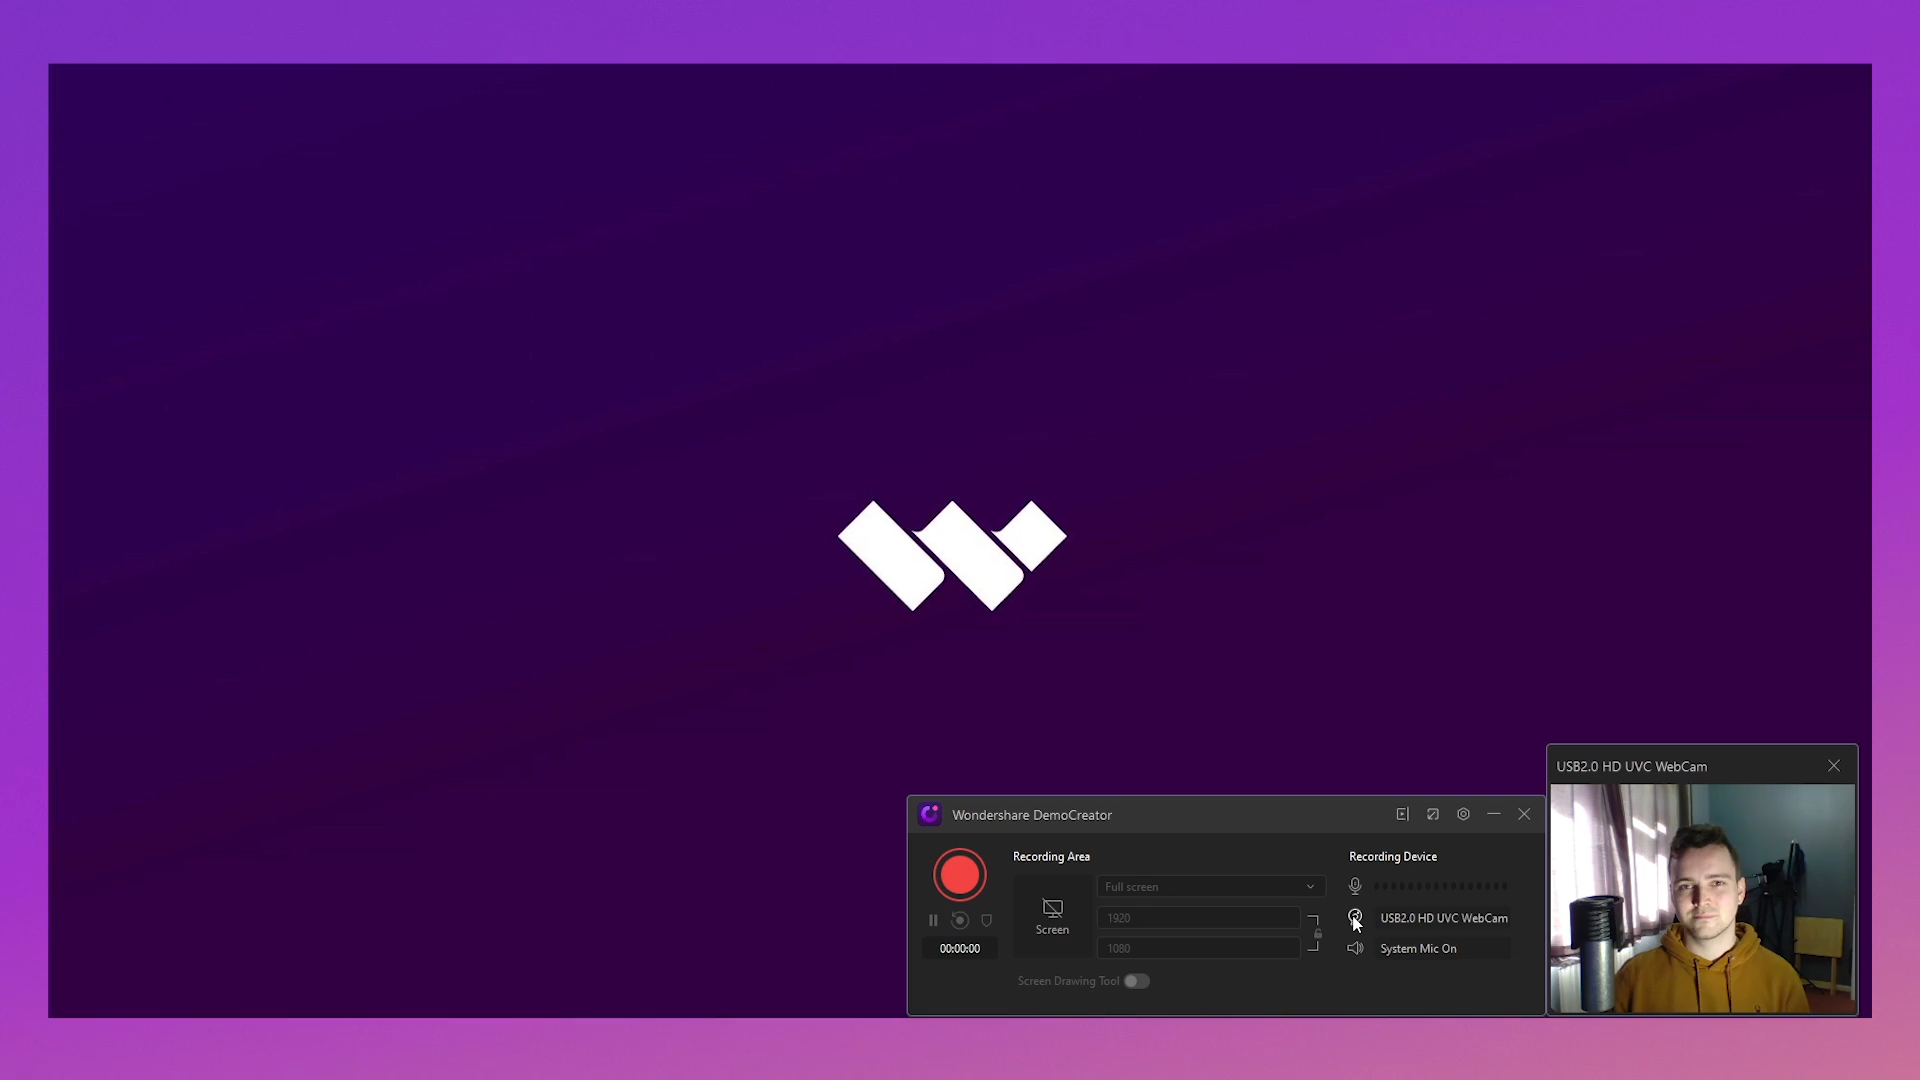 USB2.0 HD UVC WebCam
Wondershare DemoCreator
Recording Area
Recording Device
Full screen
Screen
1920
USB2.0 HD UVC WebCam
00:00:00
1080
System Mic On
Screen Drawing Tool